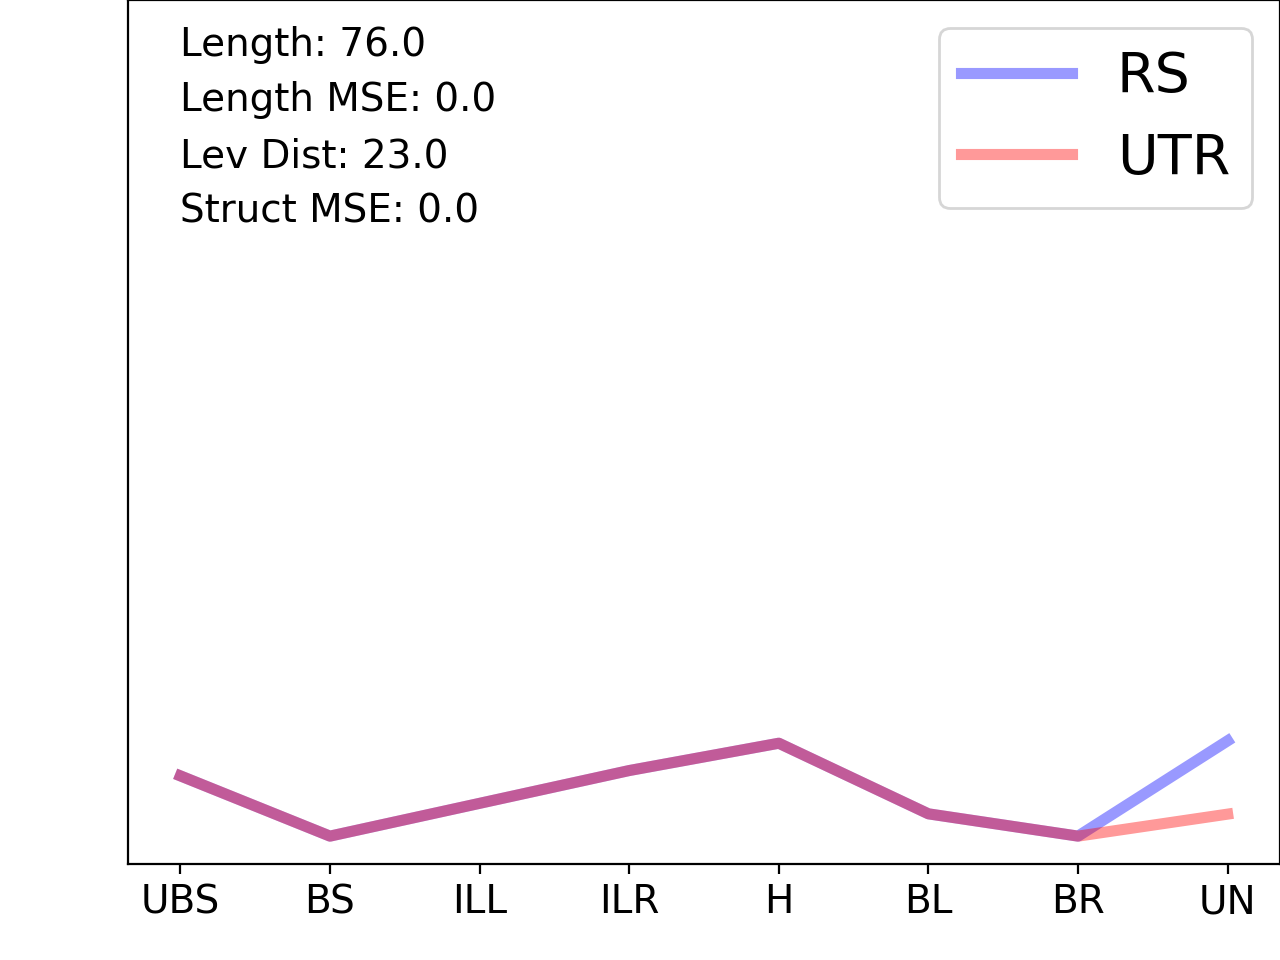 Length: 76.0
Length MSE: 0.0
Lev Dist: 23.0
Struct MSE: 0.0
RS
UTR
UBS BS ILL ILR H BL BR UN